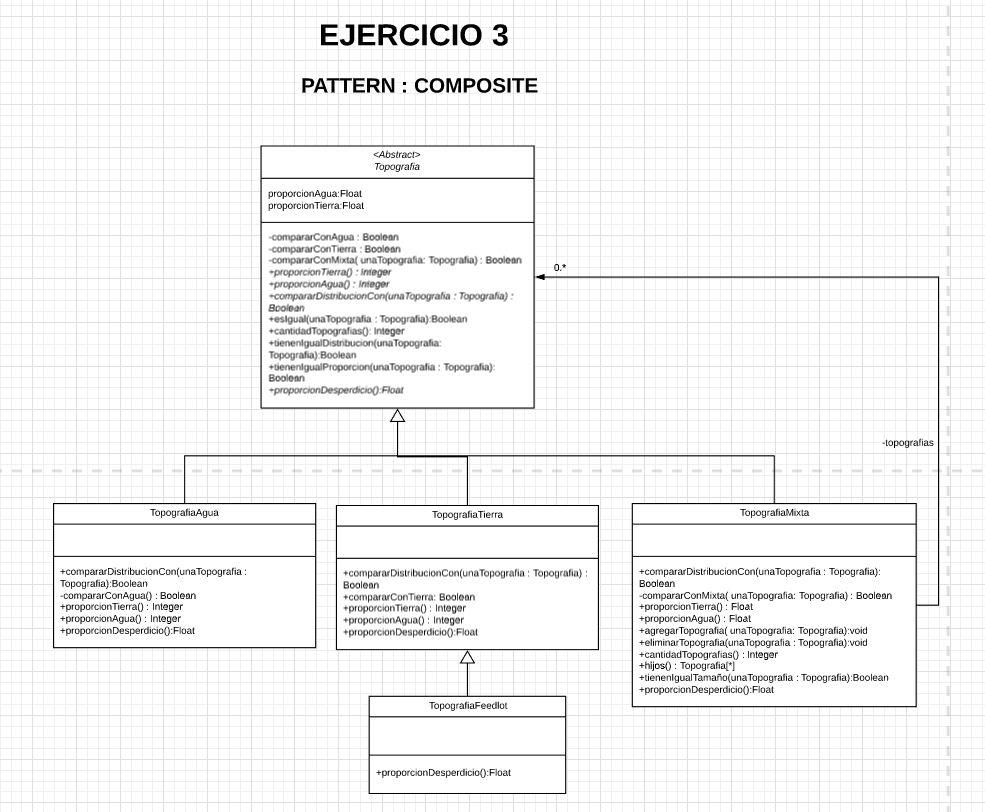 EJERCICIO 3
PATTERN : COMPOSITE
<Abstract>
Topografia
proporcionAgua:Float
proporcionTierra:Float
-compararConAgua : Boolean
-compararConTierra : Boolean
-compararConMixta( unaTopografia: Topografia) : Boolean
+proporcionTierra() : Integer
+proporcionAgua() : Integer
+compararDistribucionCon(unaTopografia : Topografia) :
Boolean
+esIgual(unaTopografia : Topografia):Boolean
+cantidadTopografias(): Integer
+tienenIgualDistribucion(unaTopografia:
Topografia):Boolean
+tienenIgualProporcion(unaTopografia : Topografia):
Boolean
+proporcionDesperdicio():Float
0.*
-topografias
TopografiaAgua
+compararDistribucionCon(unaTopografia :
Topografia):Boolean
-compararConAgua() : Boolean
+proporcionTierra() : Integer
+proporcionAgua() : Integer
+proporcionDesperdicio():Float
TopografiaTierra
+compararDistribucionCon(unaTopografia : Topografia) :
Boolean
+compararConTierra: Boolean
+proporcionTierra() : Integer
+proporcionAgua() : Integer
+proporcionDesperdicio():Float
TopografiaMixta
+compararDistribucionCon(unaTopografia : Topografia):
Boolean
-compararConMixta( unaTopografia: Topografia) : Boolean
+proporcionTierra() : Float
+proporcionAgua() : Float
+agregarTopografia( unaTopografia: Topografia):void
+eliminarTopografia(unaTopografia : Topografia):void
+cantidadTopografias() : Integer
+hijos() : Topografia[*]
+tienenIgualTamaño(unaTopografia : Topografia):Boolean
+proporcionDesperdicio():Float
TopografiaFeedlot
+proporcionDesperdicio():Float